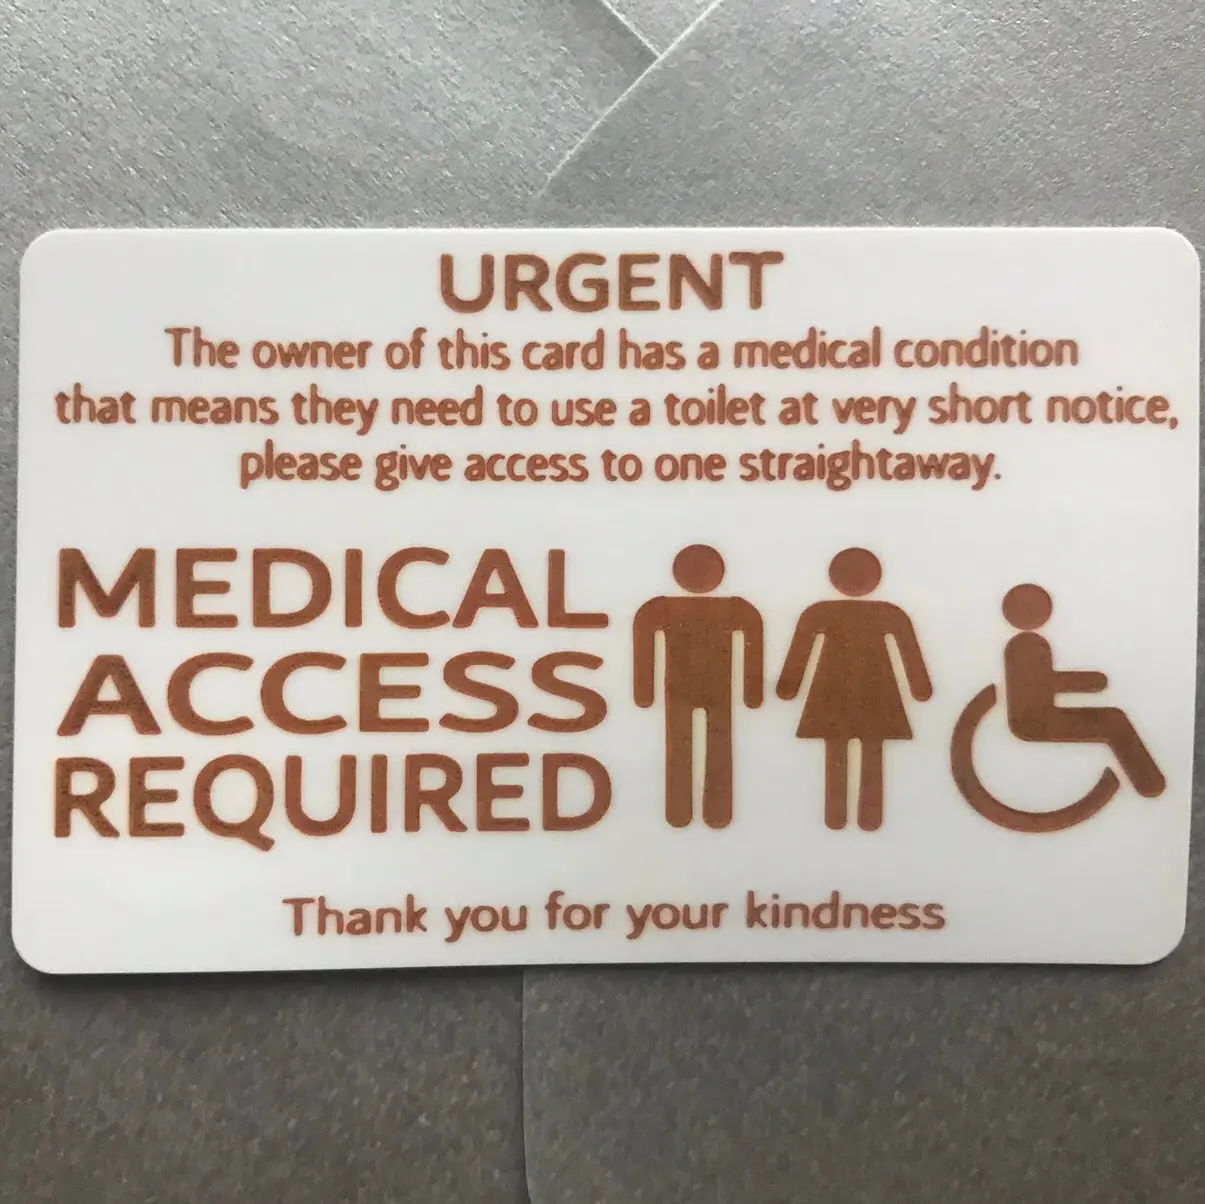 URGENT
The owner of this card has a medical condition
that means they need to use a toilet at very short notice,
please give access to one straightaway.
MEDICAL
ACCESS
REQUIRED
Thank you for your kindness